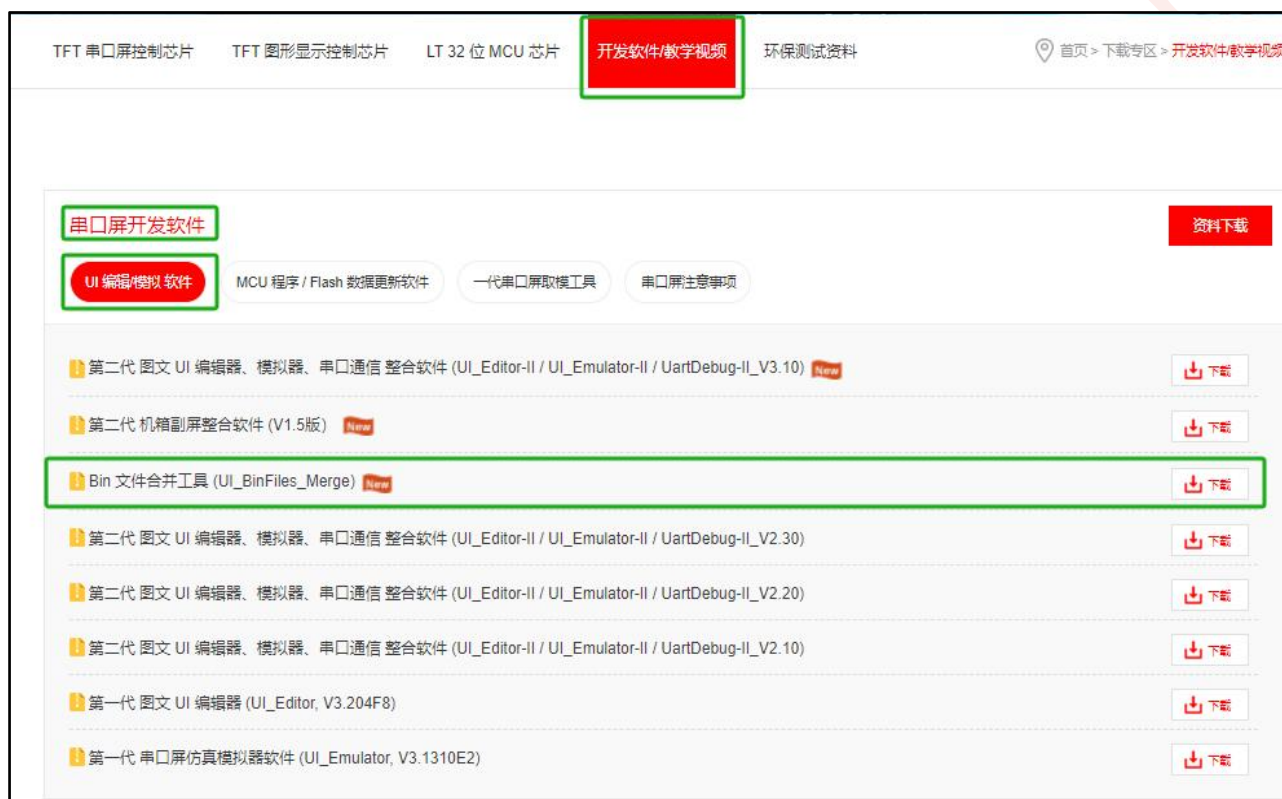 TFT 串口屏控制芯片 TFT 图形显示控制芯片 LT 32 位 MCU 芯片 开发软件/教学视频 环保测试资料 首页 > 下载专区 > 开发软件/教学视频
串口屏开发软件 资料下载
UI 编辑/模拟 软件 MCU 程序 / Flash 数据更新软件 一代串口屏取模工具 串口屏注意事项
第二代 图文 UI 编辑器、模拟器、串口通信 整合软件 (UI_Editor-II / UI_Emulator-II / UartDebug-II_V3.10) New 下载
第二代 机箱副屏整合软件 (V1.5版) New 下载
Bin 文件合并工具 (UI_BinFiles_Merge) New 下载
第二代 图文 UI 编辑器、模拟器、串口通信 整合软件 (UI_Editor-II / UI_Emulator-II / UartDebug-II_V2.30) 下载
第二代 图文 UI 编辑器、模拟器、串口通信 整合软件 (UI_Editor-II / UI_Emulator-II / UartDebug-II_V2.20) 下载
第二代 图文 UI 编辑器、模拟器、串口通信 整合软件 (UI_Editor-II / UI_Emulator-II / UartDebug-II_V2.10) 下载
第一代 图文 UI 编辑器 (UI_Editor, V3.204F8) 下载
第一代 串口屏仿真模拟器软件 (UI_Emulator, V3.1310E2) 下载